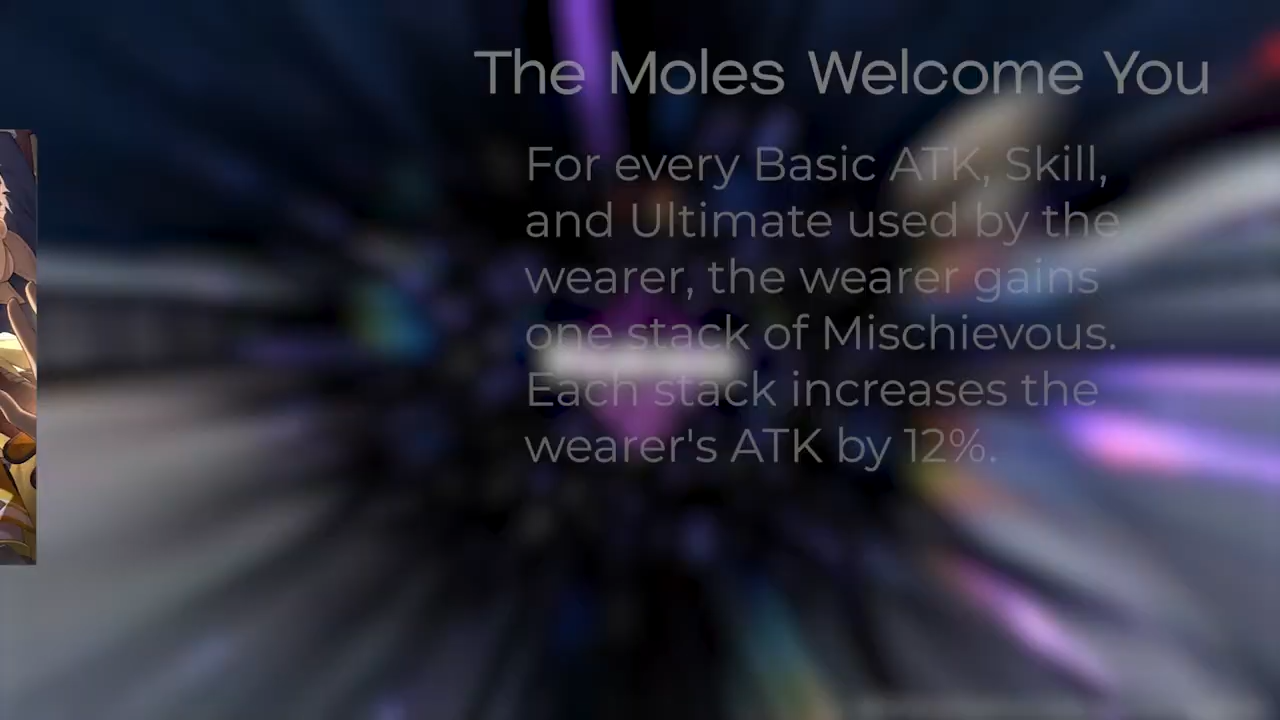 The Moles Welcome You
For every Basic ATK, Skill,
and Ultimate used by the
wearer, the wearer gains
one stack of Mischievous.
Each stack increases the
wearer's ATK by 12%.